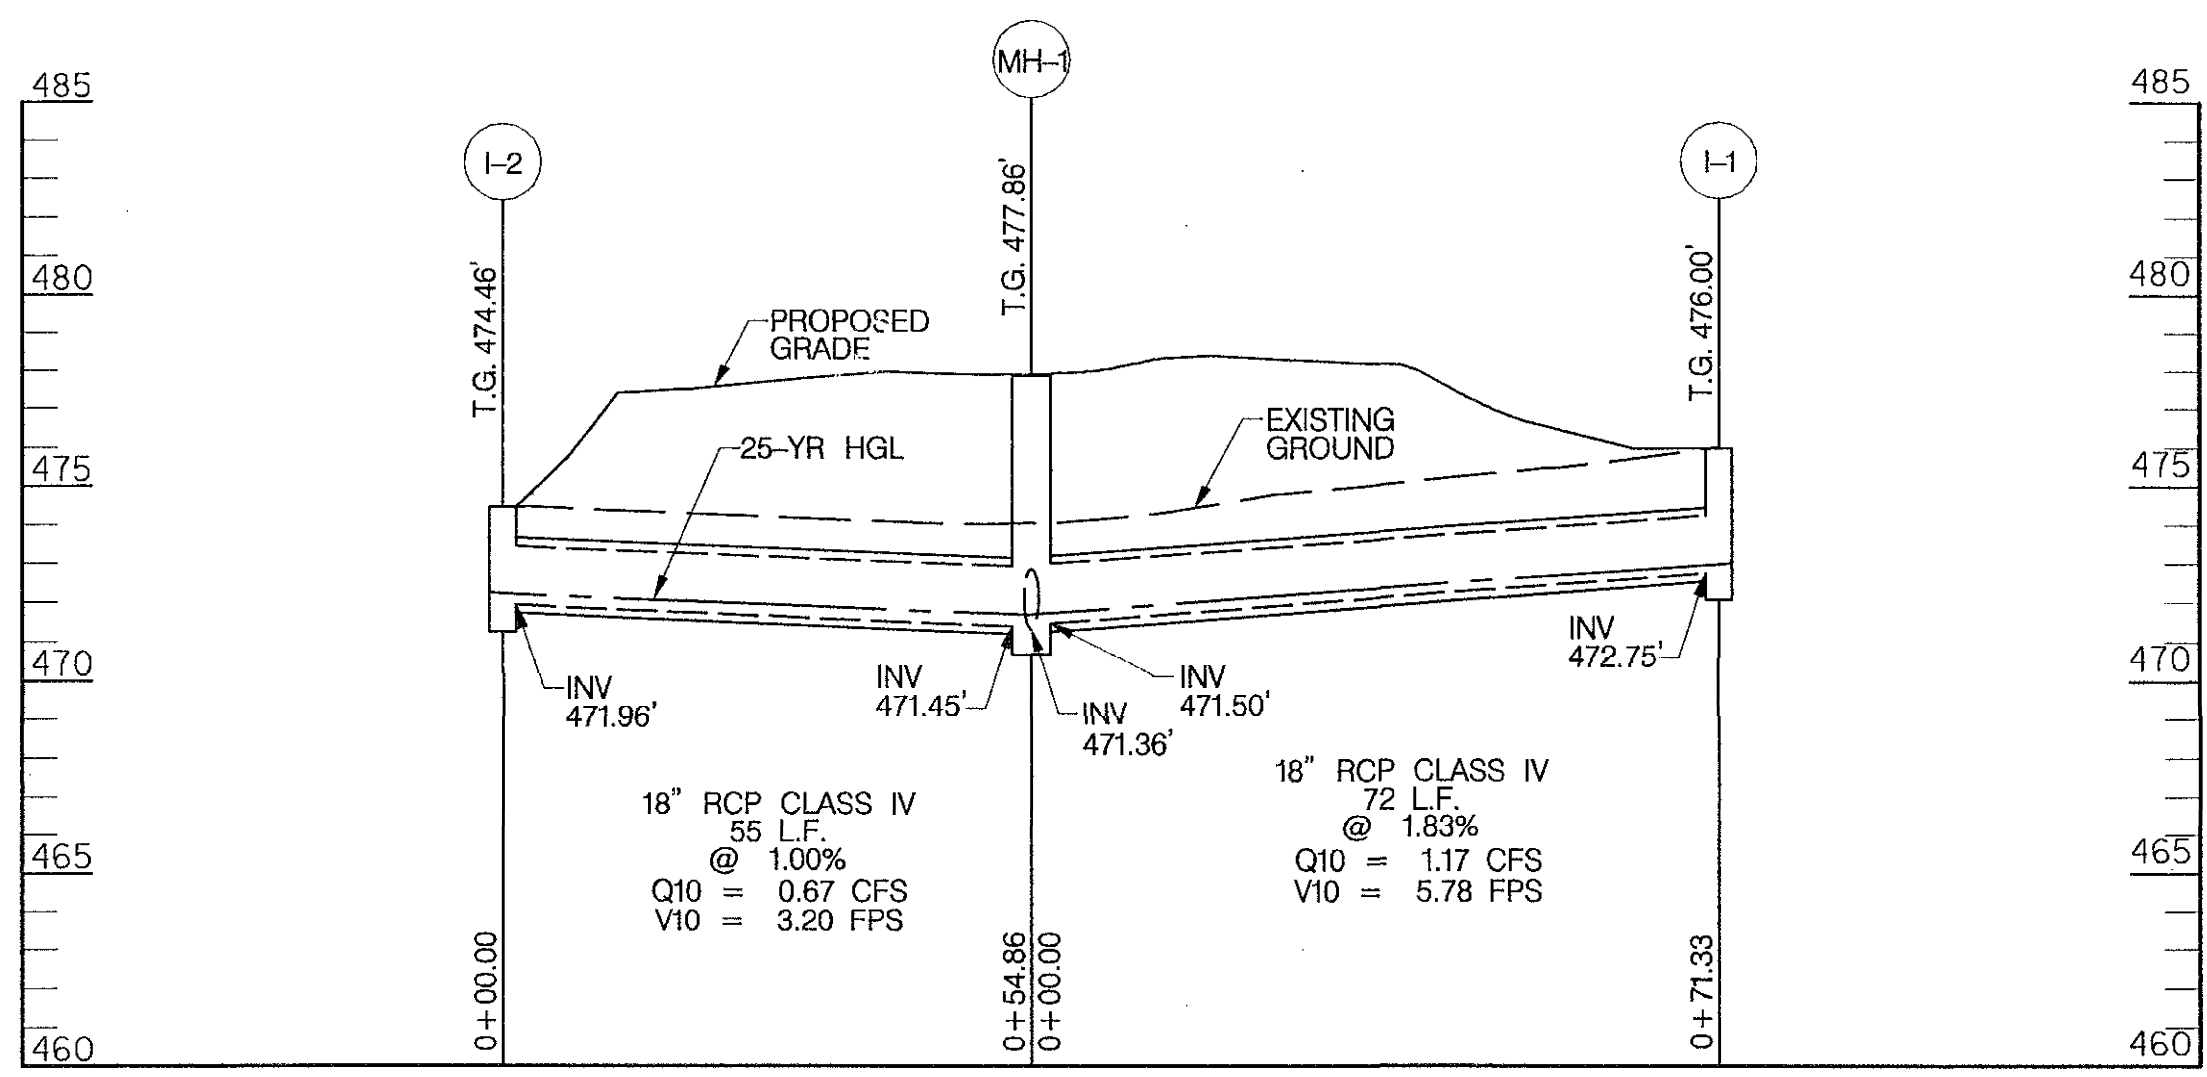 MH-1
485
485
I-2
I-1
T.G. 477.86'
T.G. 474.46'
T.G. 476.00'
480
480
PROPOSED
GRADE
EXISTING
GROUND
25-YR HGL
475
475
INV
472.75'
470
470
INV
471.96'
INV
471.45'
INV
471.36'
INV
471.50'
18" RCP CLASS IV
55 L.F.
@ 1.00%
Q10 = 0.67 CFS
V10 = 3.20 FPS
18" RCP CLASS IV
72 L.F.
@ 1.83%
Q10 = 1.17 CFS
V10 = 5.78 FPS
465
465
0+00.00
0+54.86
0+00.00
0+71.33
460
460